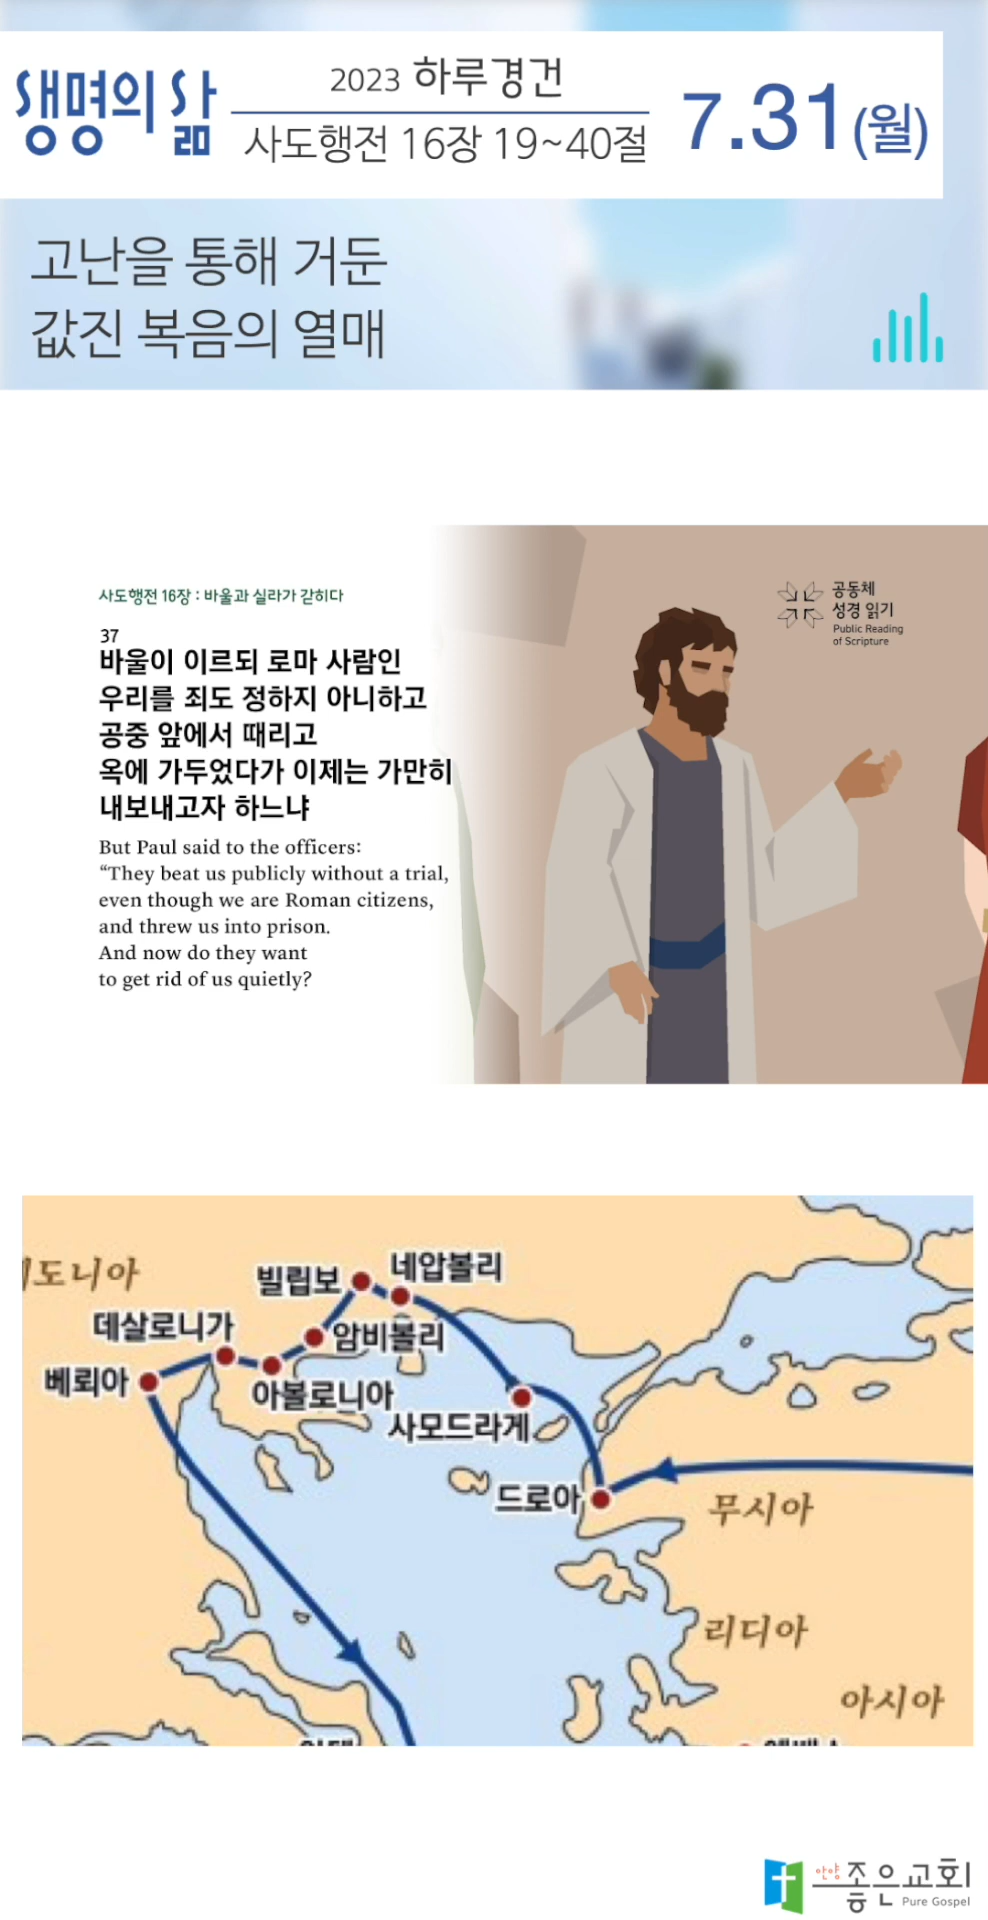 생명의 삶
2023 하루경건
사도행전 16장 19~40절
7.31(월)
고난을 통해 거둔
값진 복음의 열매
사도행전 16장 : 바울과 실라가 갇히다
37
바울이 이르되 로마 사람인
우리를 죄도 정하지 아니하고
공중 앞에서 때리고
옥에 가두었다가 이제는 가만히
내보내고자 하느냐
But Paul said to the officers:
“They beat us publicly without a trial,
even though we are Roman citizens,
and threw us into prison.
And now do they want
to get rid of us quietly?
공동체
성경 읽기
Public Reading
of Scripture
도니아
빌립보
네압볼리
데살로니가
암비볼리
베뢰아
아볼로니아
사모드라게
드로아
무시아
리디아
아시아
안양
좋은교회
Pure Gospel